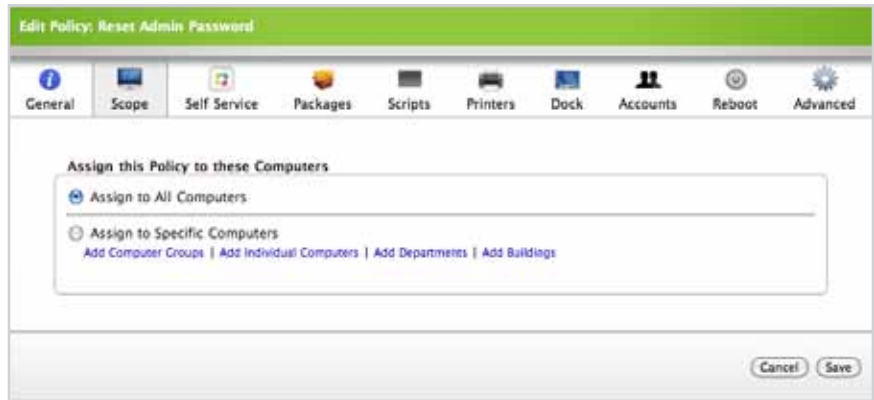 Edit Policy: Reset Admin Password
General Scope Self Service Packages Scripts Printers Dock Accounts Reboot Advanced
Assign this Policy to these Computers
Assign to All Computers
Assign to Specific Computers
Add Computer Groups | Add Individual Computers | Add Departments | Add Buildings
Cancel Save